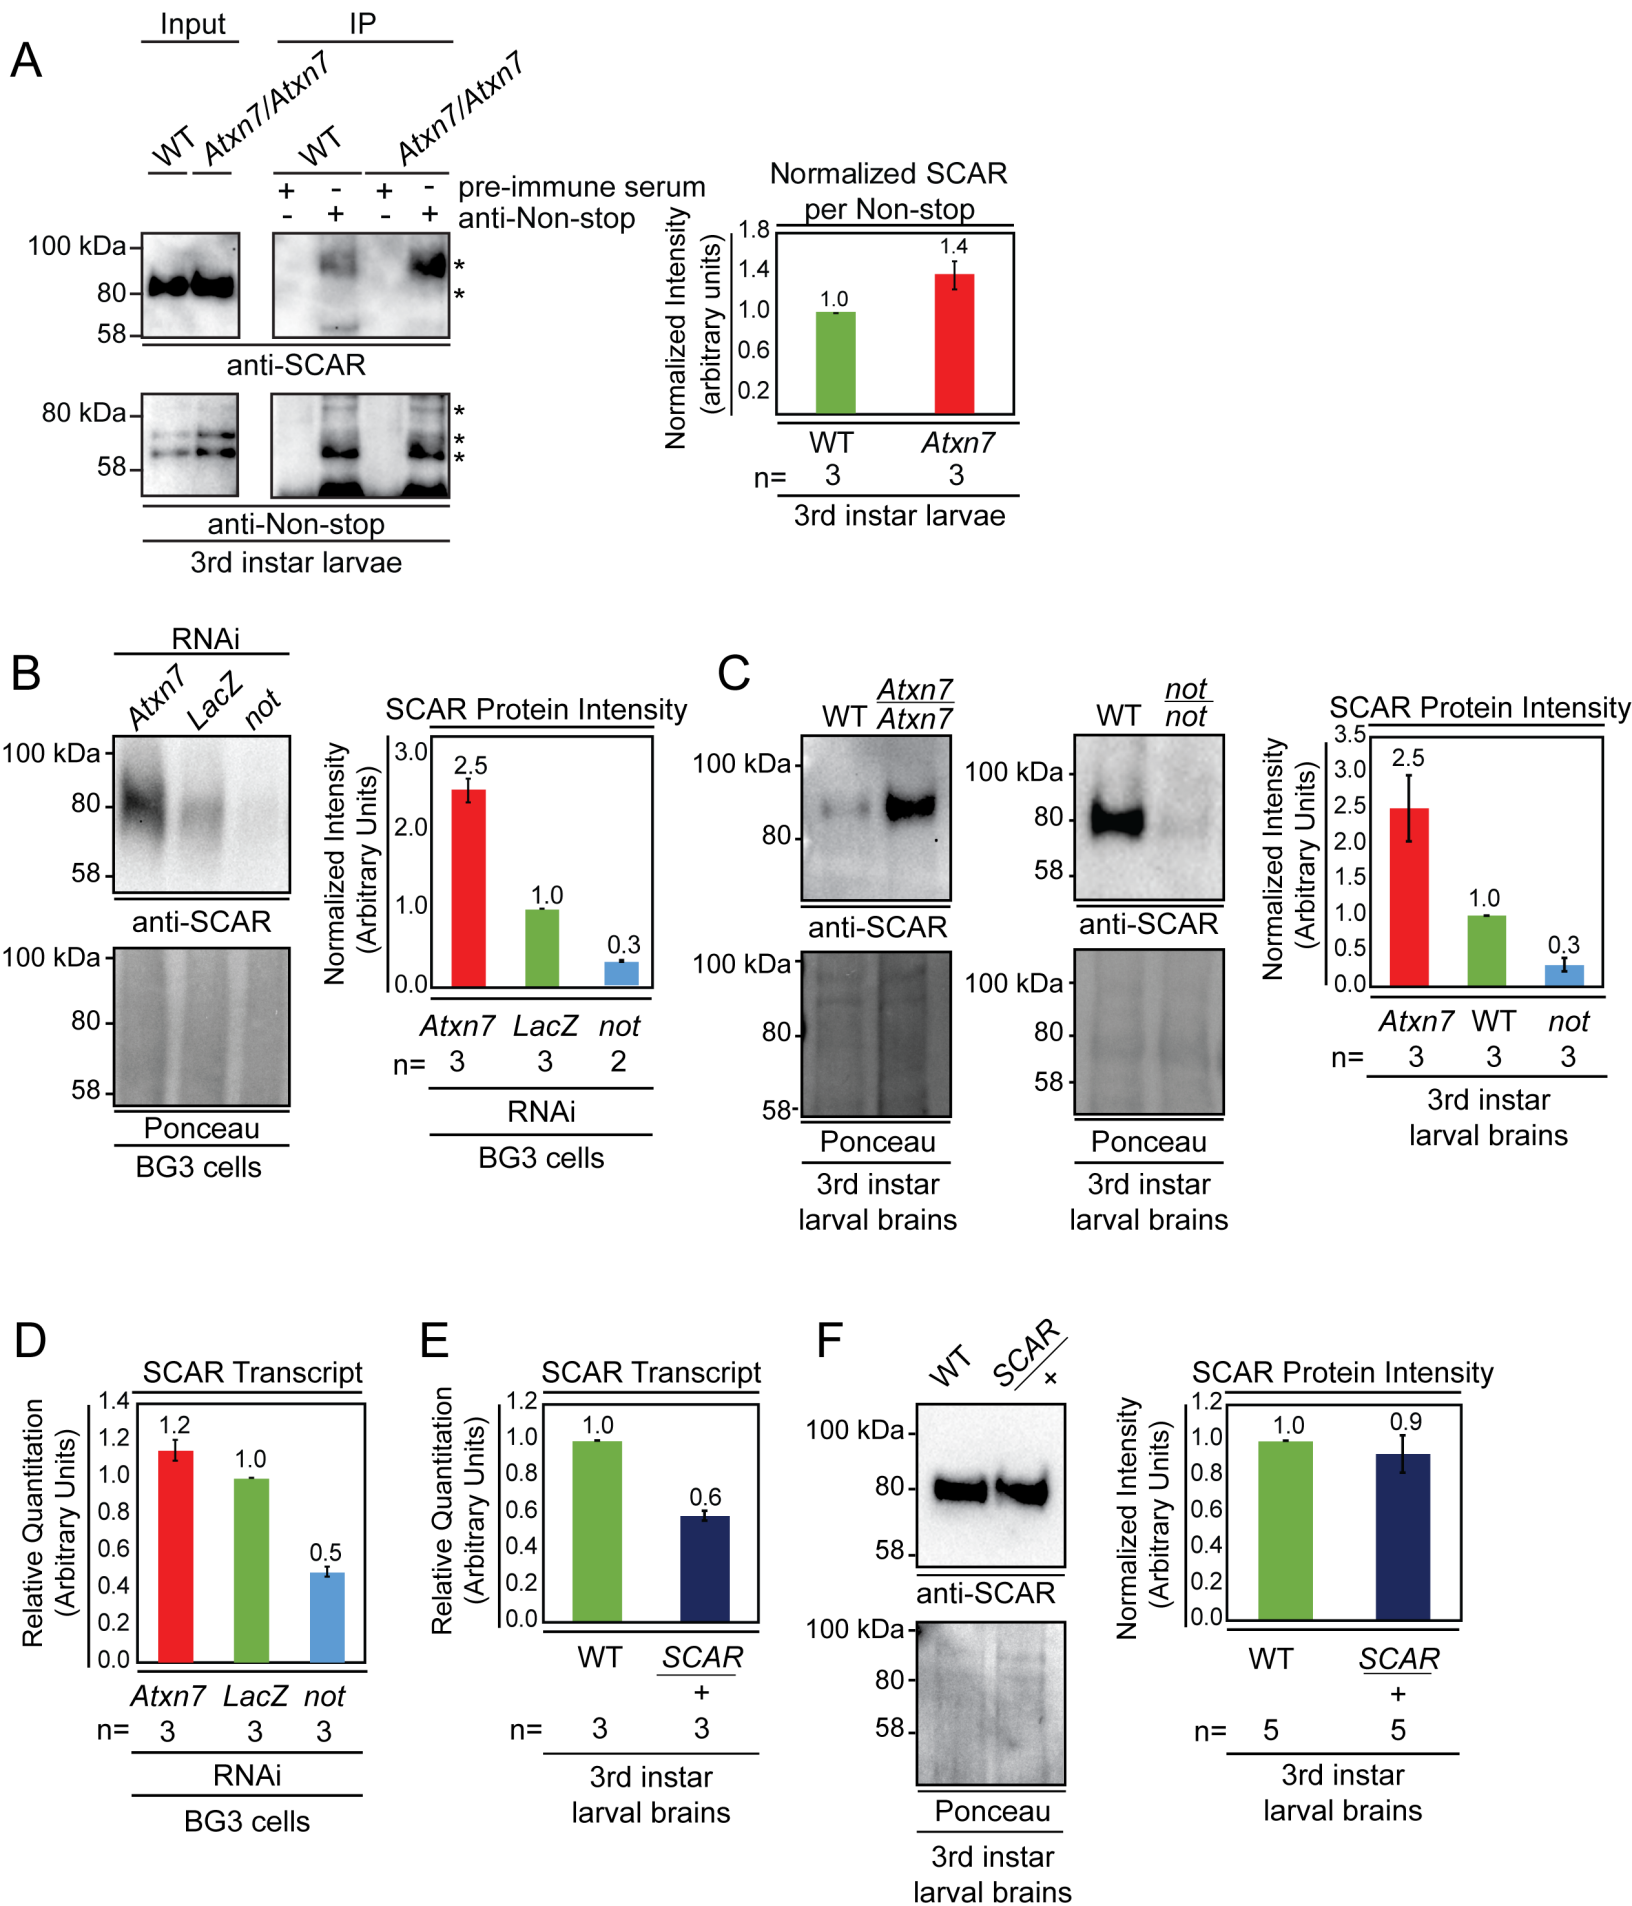 A
Input
IP
WT
Atxn7/Atxn7
WT
Atxn7/Atxn7
+ - + - pre-immune serum
- + - + anti-Non-stop
100 kDa
80
58
*
*
anti-SCAR
80 kDa
58
*
*
*
anti-Non-stop
3rd instar larvae
Normalized SCAR
per Non-stop
Normalized Intensity
(arbitrary units)
1.8
1.4
1.0
0.6
0.2
1.0
1.4
WT Atxn7
n= 3 3
3rd instar larvae
B
RNAi
Atxn7 LacZ not
100 kDa
80
58
anti-SCAR
100 kDa
80
58
Ponceau
BG3 cells
SCAR Protein Intensity
Normalized Intensity
(Arbitrary Units)
3.0
2.0
1.0
0.0
2.5
1.0
0.3
Atxn7 LacZ not
n= 3 3 2
RNAi
BG3 cells
C
WT Atxn7
Atxn7
100 kDa
80
anti-SCAR
100 kDa
80
58
Ponceau
3rd instar
larval brains
WT not
not
100 kDa
80
58
anti-SCAR
100 kDa
80
58
Ponceau
3rd instar
larval brains
SCAR Protein Intensity
Normalized Intensity
(Arbitrary Units)
3.5
3.0
2.5
2.0
1.5
1.0
0.5
0.0
2.5
1.0
0.3
Atxn7 WT not
n= 3 3 3
3rd instar
larval brains
D
SCAR Transcript
Relative Quantitation
(Arbitrary Units)
1.4
1.2
1.0
0.8
0.6
0.4
0.2
0.0
1.2
1.0
0.5
Atxn7 LacZ not
n= 3 3 3
RNAi
BG3 cells
E
SCAR Transcript
Relative Quantitation
(Arbitrary Units)
1.2
1.0
0.8
0.6
0.4
0.2
0.0
1.0
0.6
WT SCAR
+
n= 3 3
3rd instar
larval brains
F
WT SCAR
+
100 kDa
80
58
anti-SCAR
100 kDa
80
58
Ponceau
3rd instar
larval brains
SCAR Protein Intensity
Normalized Intensity
(Arbitrary Units)
1.2
1.0
0.8
0.6
0.4
0.2
0.0
1.0
0.9
WT SCAR
+
n= 5 5
3rd instar
larval brains